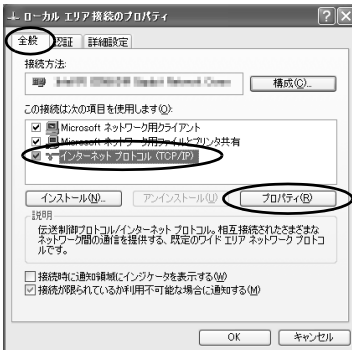 ローカル エリア接続のプロパティ
全般 認証 詳細設定
接続方法:
構成(C)...
この接続は次の項目を使用します(O):
Microsoft ネットワーク用クライアント
Microsoft ネットワーク用ファイルとプリンタ共有
インターネット プロトコル (TCP/IP)
インストール(N)... アンインストール(U) プロパティ(R)
説明
伝送制御プロトコル/インターネット プロトコル。相互接続されたさまざまな
ネットワーク間の通信を提供する、既定のワイド エリア ネットワーク プロトコ
ルです。
接続時に通知領域にインジケータを表示する(W)
接続が限られているか利用不可能な場合に通知する(M)
OK キャンセル